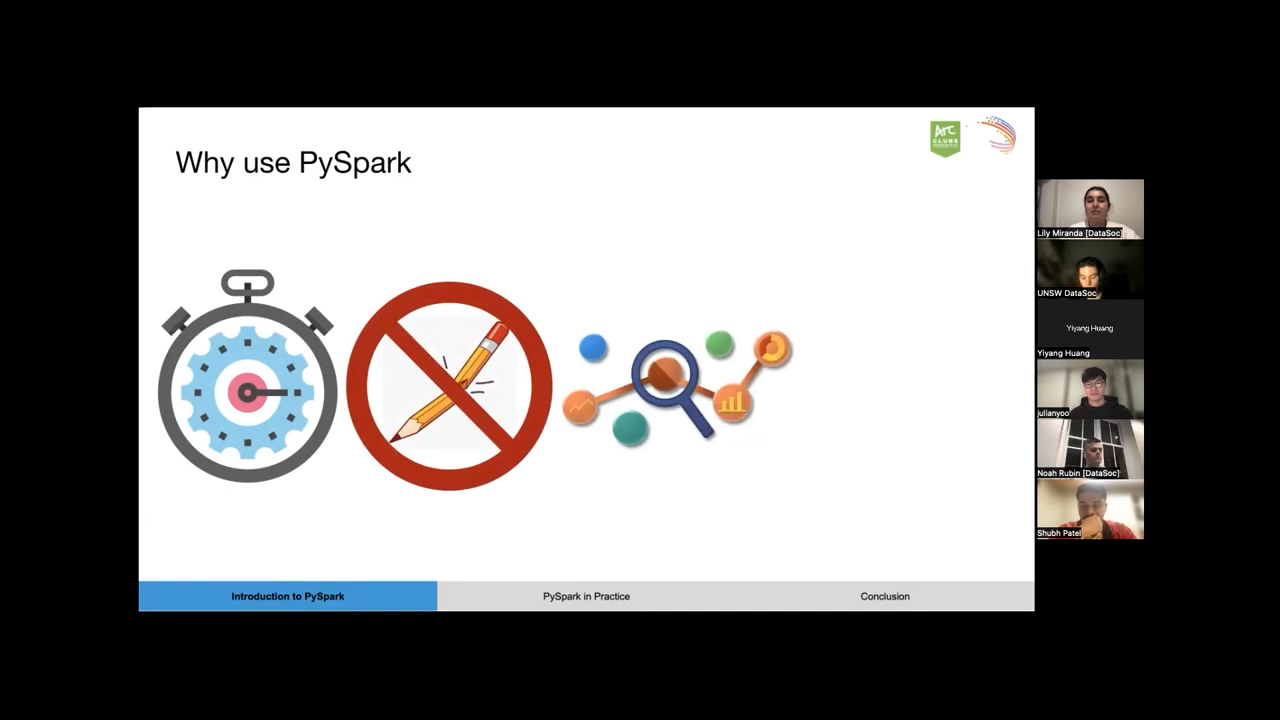 Why use PySpark
Arc
CLUBS
Introduction to PySpark
PySpark in Practice
Conclusion
Lily Miranda [DataSoc]
UNSW DataSoc
Yiyang Huang
Yiyang Huang
julianyoo
Noah Rubin [DataSoc]
Shubh Patel